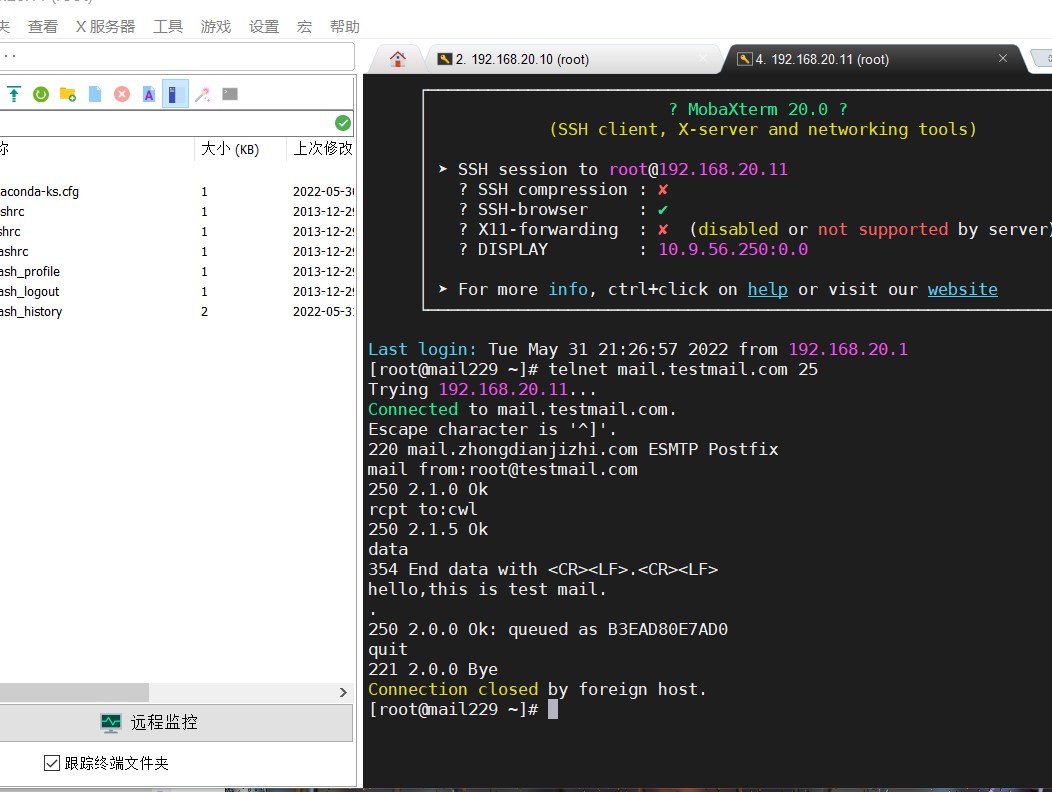 查看 X 服务器 工具 游戏 设置 宏 帮助
2. 192.168.20.10 (root)
4. 192.168.20.11 (root)
大小 (KB) 上次修改
aconda-ks.cfg 1 2022-05-30
shrc 1 2013-12-29
hrc 1 2013-12-29
ashrc 1 2013-12-29
ash_profile 1 2013-12-29
ash_logout 1 2013-12-29
ash_history 2 2022-05-31
远程监控
跟踪终端文件夹
? MobaXterm 20.0 ?
(SSH client, X-server and networking tools)
➤ SSH session to root@192.168.20.11
? SSH compression : ✘
? SSH-browser : ✔
? X11-forwarding : ✘ (disabled or not supported by server)
? DISPLAY : 10.9.56.250:0.0
➤ For more info, ctrl+click on help or visit our website
Last login: Tue May 31 21:26:57 2022 from 192.168.20.1
[root@mail229 ~]# telnet mail.testmail.com 25
Trying 192.168.20.11...
Connected to mail.testmail.com.
Escape character is '^]'.
220 mail.zhongdianjizhi.com ESMTP Postfix
mail from:root@testmail.com
250 2.1.0 Ok
rcpt to:cwl
250 2.1.5 Ok
data
354 End data with <CR><LF>.<CR><LF>
hello,this is test mail.
.
250 2.0.0 Ok: queued as B3EAD80E7AD0
quit
221 2.0.0 Bye
Connection closed by foreign host.
[root@mail229 ~]#